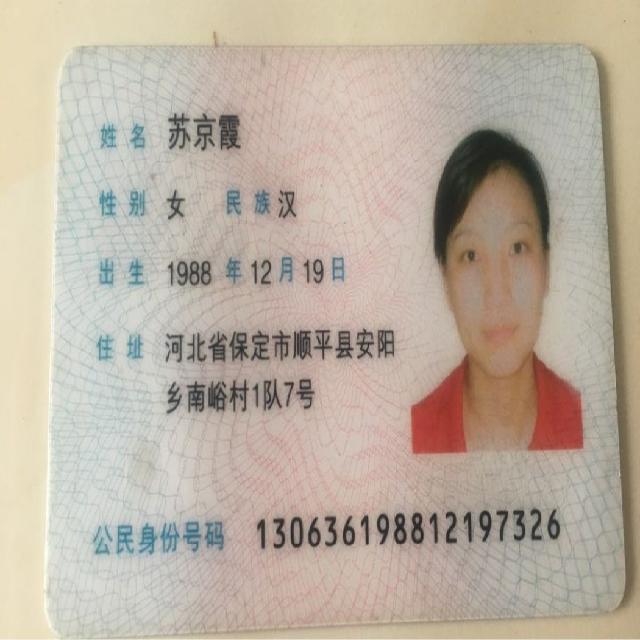 姓名 苏京霞
性别 女 民族 汉
出生 1988 年 12 月 19 日
住址 河北省保定市顺平县安阳
乡南峪村1队7号
公民身份号码 130636198812197326